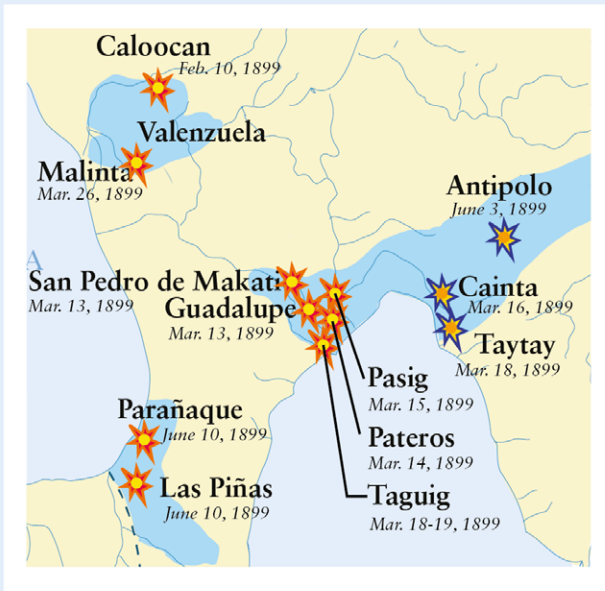 Caloocan
Feb. 10, 1899
Valenzuela
Malinta
Mar. 26, 1899
Antipolo
June 3, 1899
A
San Pedro de Makati
Mar. 13, 1899
Guadalupe
Mar. 13, 1899
Cainta
Mar. 16, 1899
Taytay
Mar. 18, 1899
Pasig
Mar. 15, 1899
Parañaque
June 10, 1899
Pateros
Mar. 14, 1899
Las Piñas
June 10, 1899
Taguig
Mar. 18-19, 1899